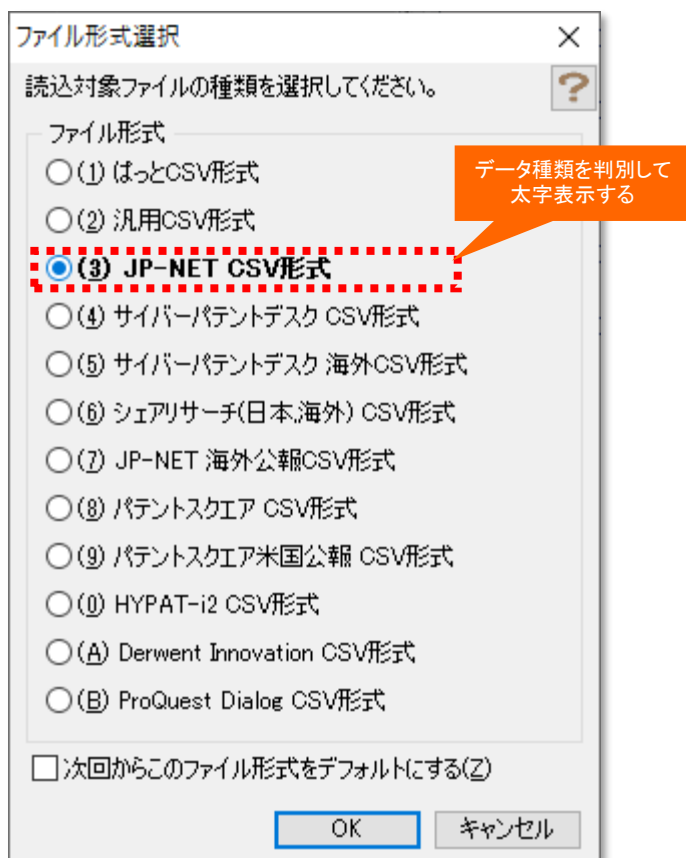 ファイル形式選択
読込対象ファイルの種類を選択してください。
?
ファイル形式
(1) ぱっとCSV形式
データ種類を判別して
太字表示する
(2) 汎用CSV形式
(3) JP-NET CSV形式
(4) サイバーパテントデスク CSV形式
(5) サイバーパテントデスク 海外CSV形式
(6) シェアリサーチ(日本,海外) CSV形式
(7) JP-NET 海外公報CSV形式
(8) パテントスクエア CSV形式
(9) パテントスクエア米国公報 CSV形式
(0) HYPAT-i2 CSV形式
(A) Derwent Innovation CSV形式
(B) ProQuest Dialog CSV形式
次回からこのファイル形式をデフォルトにする(Z)
OK
キャンセル